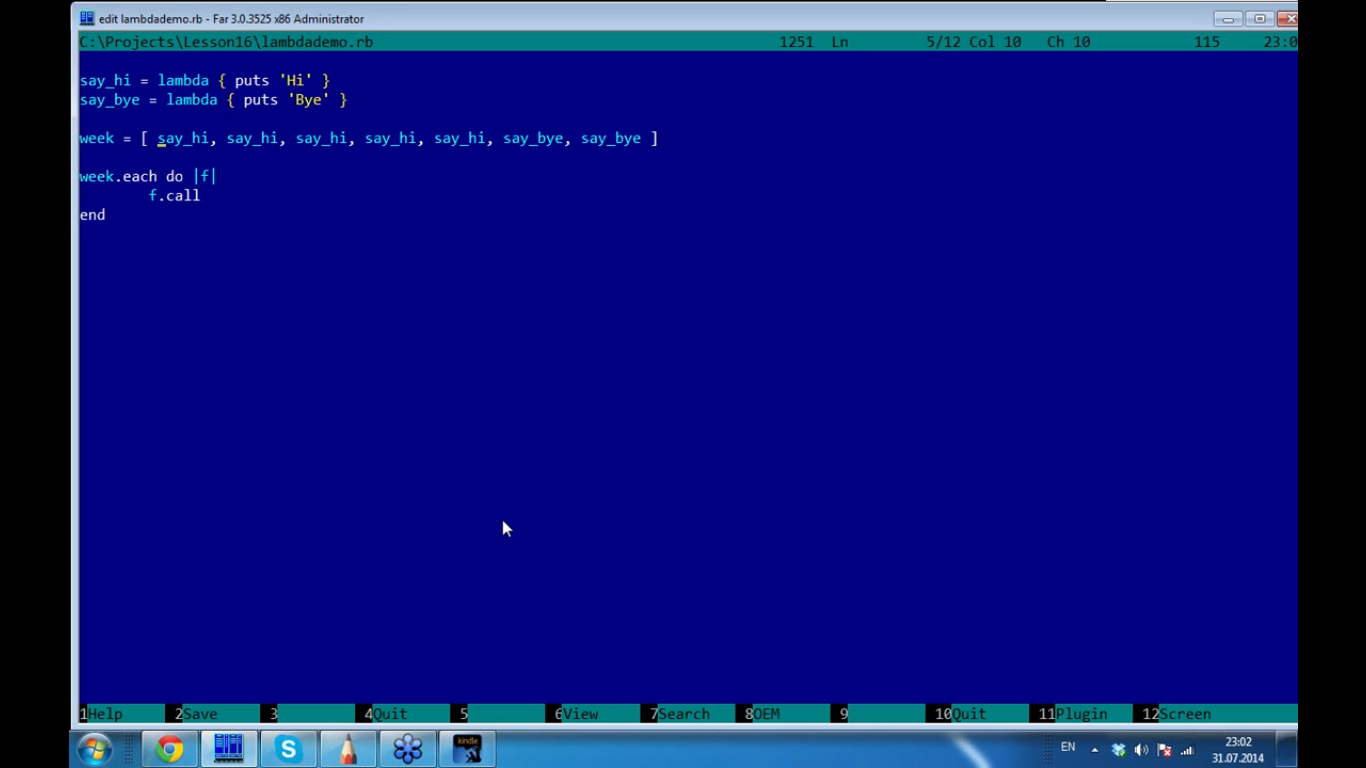 edit lambdademo.rb - Far 3.0.3525 x86 Administrator
C:\Projects\Lesson16\lambdademo.rb 1251 Ln 5/12 Col 10 Ch 10 115 23:0
say_hi = lambda { puts 'Hi' }
say_bye = lambda { puts 'Bye' }
week = [ say_hi, say_hi, say_hi, say_hi, say_hi, say_bye, say_bye ]
week.each do |f|
f.call
end
1Help 2Save 3 4Quit 5 6View 7Search 8OEM 9 10Quit 11Plugin 12Screen
kindle
EN
23:02
31.07.2014